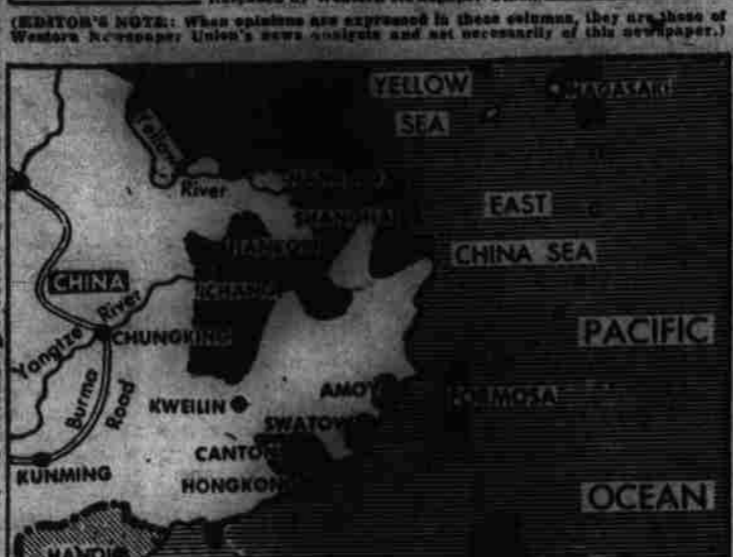 (EDITOR'S NOTE: When opinions are expressed in these columns, they are those of
Western Newspaper Union's news analysts and not necessarily of this newspaper.)
YELLOW
SEA
NAGASAKI
Yellow
River
NANKING
SHANGHAI
EAST
CHINA SEA
HANKOW
CHINA
ICHANG
Yangtze River
CHUNGKING
PACIFIC
Burma
Road
KWEILIN
AMOY
FORMOSA
SWATOW
CANTON
KUNMING
HONGKONG
OCEAN
HANOI